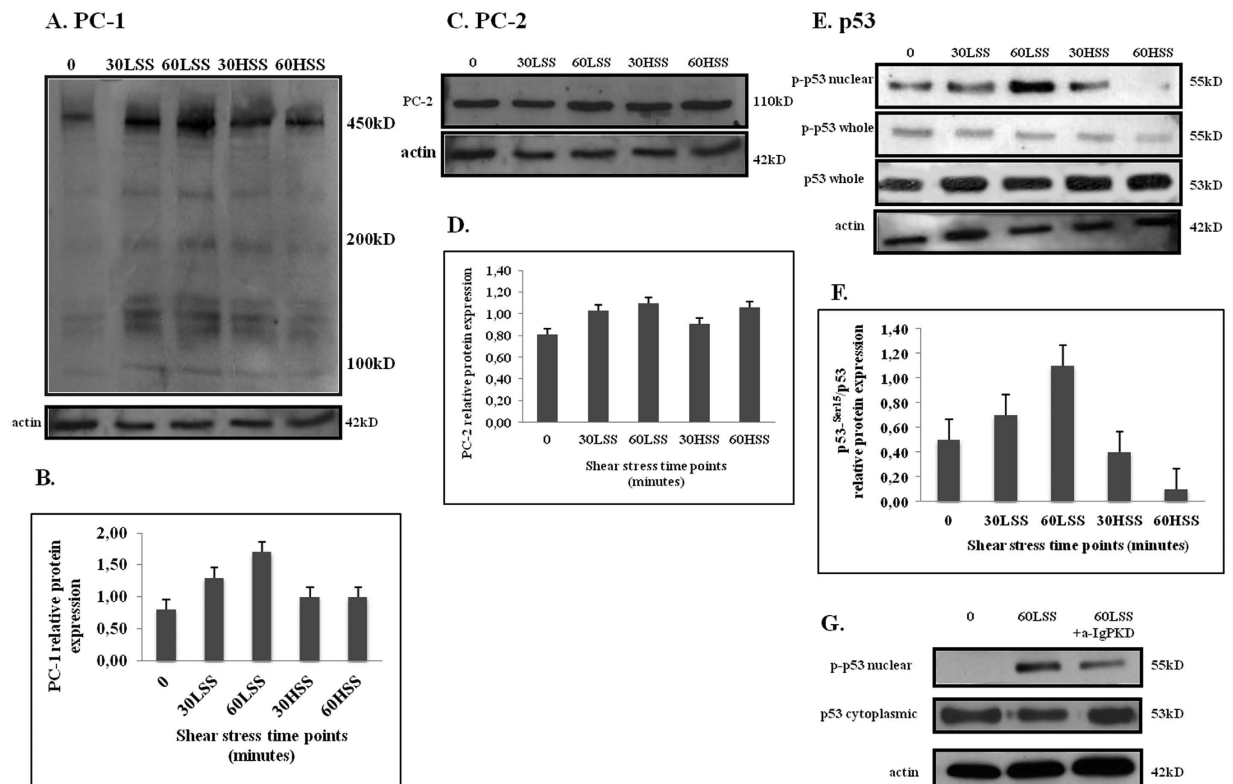 A. PC-1
0 30LSS 60LSS 30HSS 60HSS
450kD
200kD
100kD
actin 42kD
B.
PC-1 relative protein
expression
2,00
1,50
1,00
0,50
0,00
0 30LSS 60LSS 30HSS 60HSS
Shear stress time points
(minutes)
C. PC-2
0 30LSS 60LSS 30HSS 60HSS
PC-2 110kD
actin 42kD
D.
PC-2 relative protein expression
1,40
1,20
1,00
0,80
0,60
0,40
0,20
0,00
0 30LSS 60LSS 30HSS 60HSS
Shear stress time points
(minutes)
E. p53
0 30LSS 60LSS 30HSS 60HSS
p-p53 nuclear 55kD
p-p53 whole 55kD
p53 whole 53kD
actin 42kD
F.
p53-Ser15/p53
relative protein expression
1,40
1,20
1,00
0,80
0,60
0,40
0,20
0,00
0 30LSS 60LSS 30HSS 60HSS
Shear stress time points (minutes)
G.
0 60LSS 60LSS
+a-IgPKD
p-p53 nuclear 55kD
p53 cytoplasmic 53kD
actin 42kD